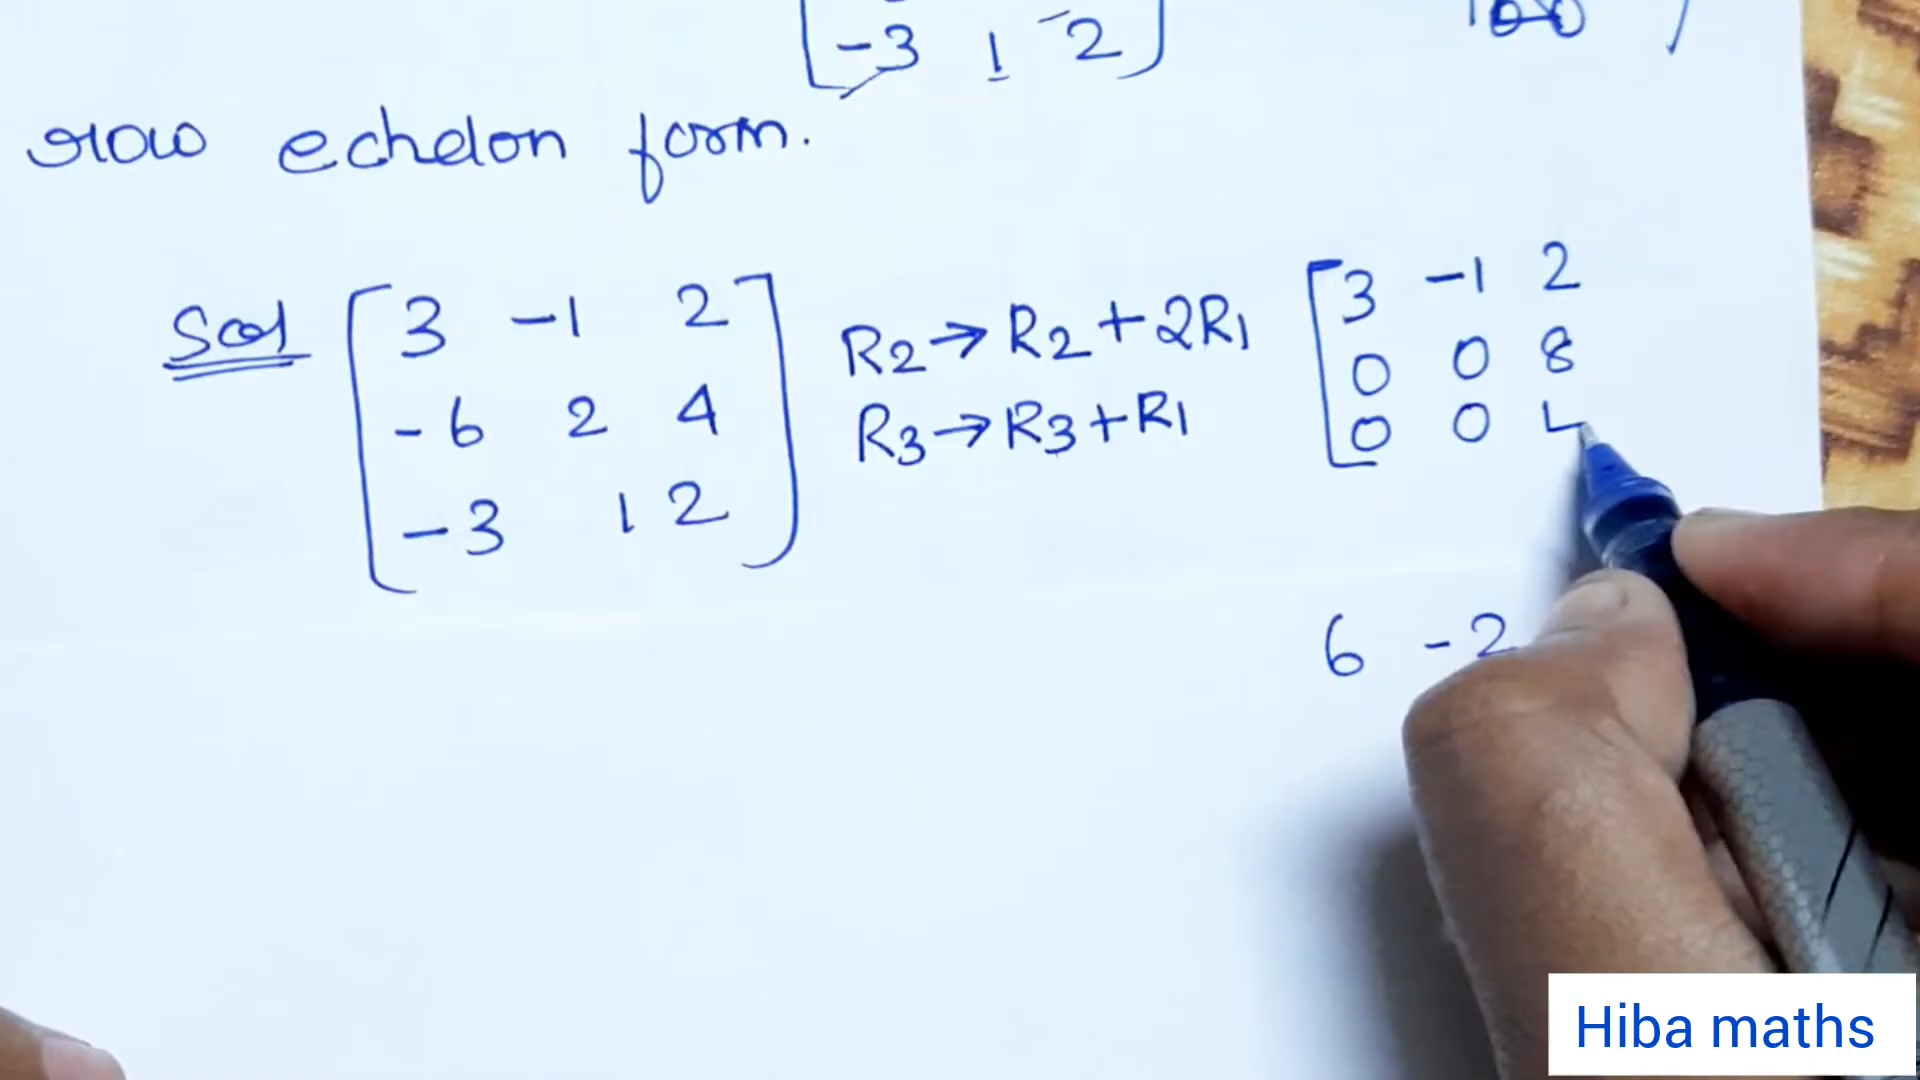 -3 1 2
row echelon form.
Sol 3 -1 2
-6 2 4
-3 1 2
R2→R2+2R1
R3→R3+R1
3 -1 2
0 0 8
0 0
6 -2
Hiba maths